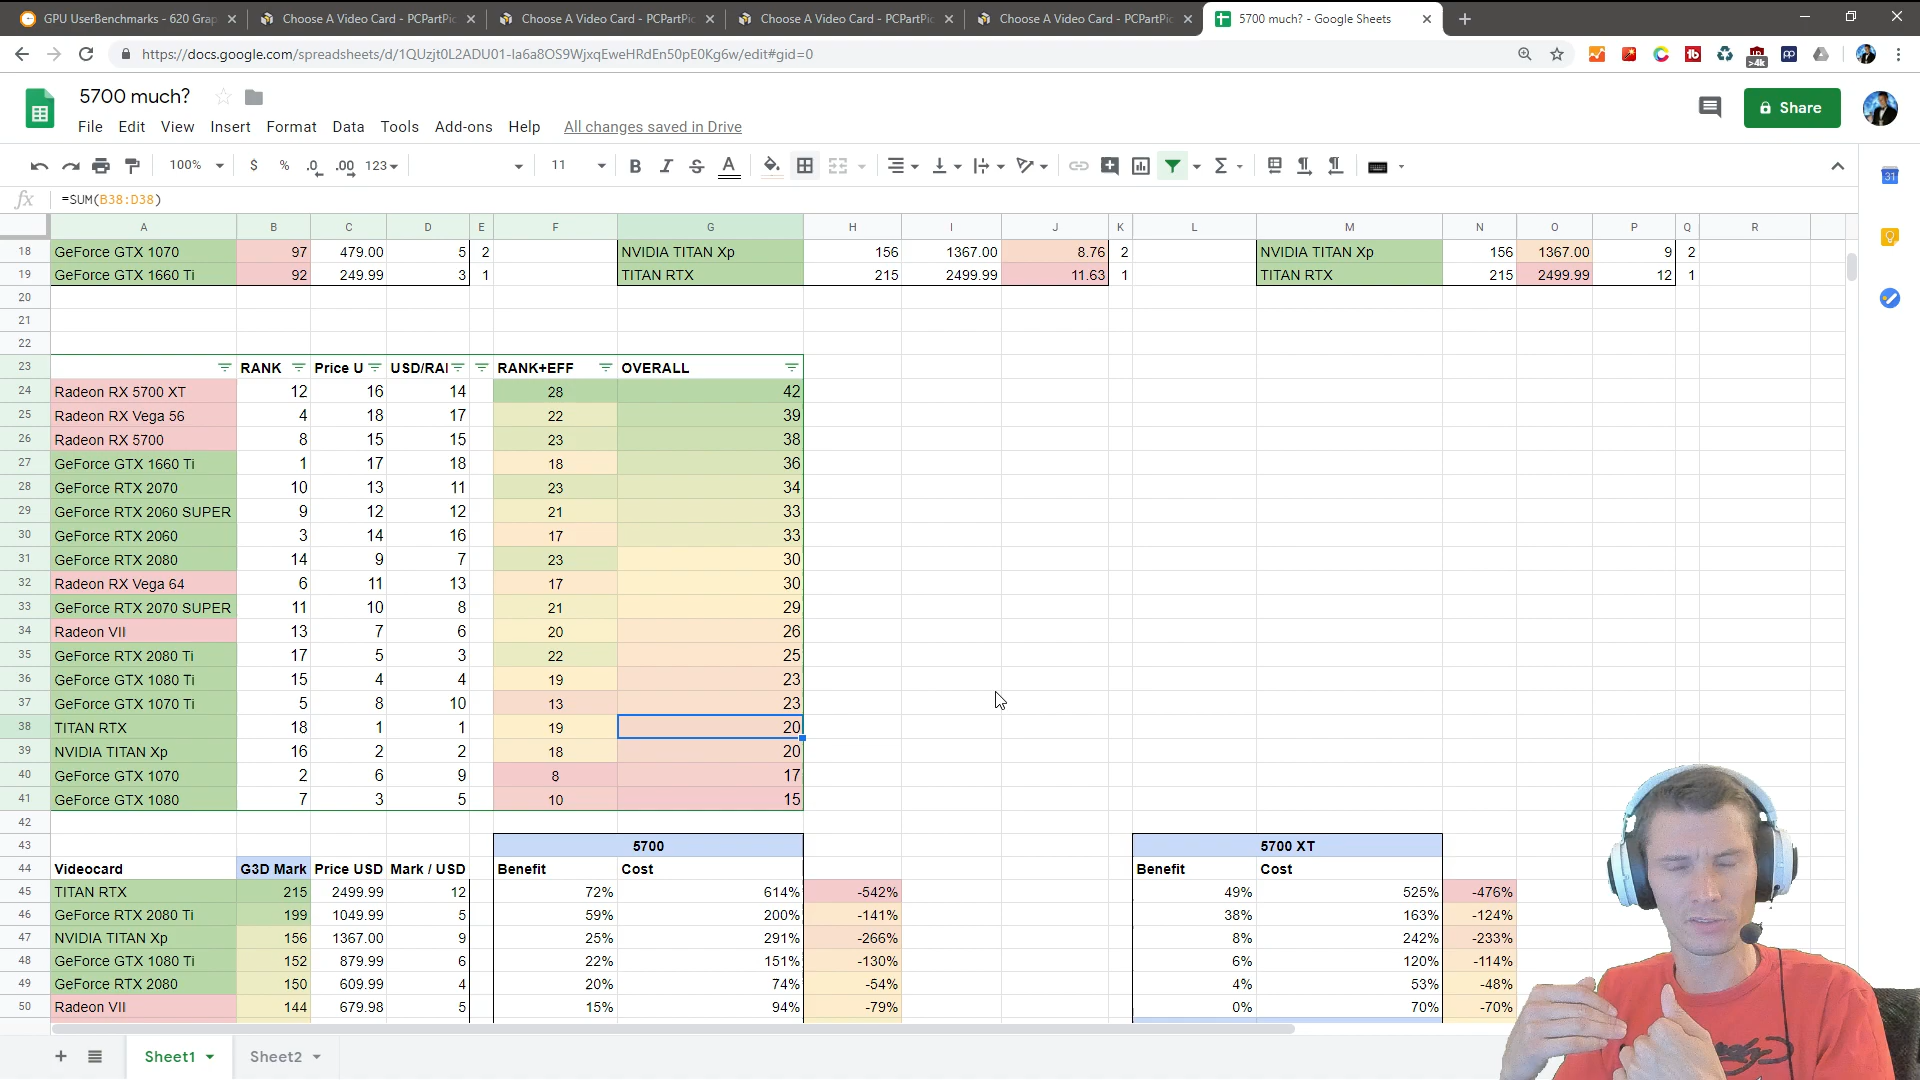 GPU UserBenchmarks - 620 Grap
Choose A Video Card - PCPartPic
Choose A Video Card - PCPartPic
Choose A Video Card - PCPartPic
Choose A Video Card - PCPartPic
5700 much? - Google Sheets
https://docs.google.com/spreadsheets/d/1QUzjt0L2ADU01-la6a8OS9WjxqEweHRdEn50pE0Kg6w/edit#gid=0
>4k
5700 much?
Share
File Edit View Insert Format Data Tools Add-ons Help All changes saved in Drive
100% $ % .0 .00 123 11
31
fx =SUM(B38:D38)
A B C D E F G H I J K L M N O P Q R
18 GeForce GTX 1070 97 479.00 5 2 NVIDIA TITAN Xp 156 1367.00 8.76 2 NVIDIA TITAN Xp 156 1367.00 9 2
19 GeForce GTX 1660 Ti 92 249.99 3 1 TITAN RTX 215 2499.99 11.63 1 TITAN RTX 215 2499.99 12 1
20
21
22
23 RANK Price U USD/RAI RANK+EFF OVERALL
24 Radeon RX 5700 XT 12 16 14 28 42
25 Radeon RX Vega 56 4 18 17 22 39
26 Radeon RX 5700 8 15 15 23 38
27 GeForce GTX 1660 Ti 1 17 18 18 36
28 GeForce RTX 2070 10 13 11 23 34
29 GeForce RTX 2060 SUPER 9 12 12 21 33
30 GeForce RTX 2060 3 14 16 17 33
31 GeForce RTX 2080 14 9 7 23 30
32 Radeon RX Vega 64 6 11 13 17 30
33 GeForce RTX 2070 SUPER 11 10 8 21 29
34 Radeon VII 13 7 6 20 26
35 GeForce RTX 2080 Ti 17 5 3 22 25
36 GeForce GTX 1080 Ti 15 4 4 19 23
37 GeForce GTX 1070 Ti 5 8 10 13 23
38 TITAN RTX 18 1 1 19 20
39 NVIDIA TITAN Xp 16 2 2 18 20
40 GeForce GTX 1070 2 6 9 8 17
41 GeForce GTX 1080 7 3 5 10 15
42
43 5700 5700 XT
44 Videocard G3D Mark Price USD Mark / USD Benefit Cost Benefit Cost
45 TITAN RTX 215 2499.99 12 72% 614% -542% 49% 525% -476%
46 GeForce RTX 2080 Ti 199 1049.99 5 59% 200% -141% 38% 163% -124%
47 NVIDIA TITAN Xp 156 1367.00 9 25% 291% -266% 8% 242% -233%
48 GeForce GTX 1080 Ti 152 879.99 6 22% 151% -130% 6% 120% -114%
49 GeForce RTX 2080 150 609.99 4 20% 74% -54% 4% 53% -48%
50 Radeon VII 144 679.98 5 15% 94% -79% 0% 70% -70%
Sheet1 Sheet2